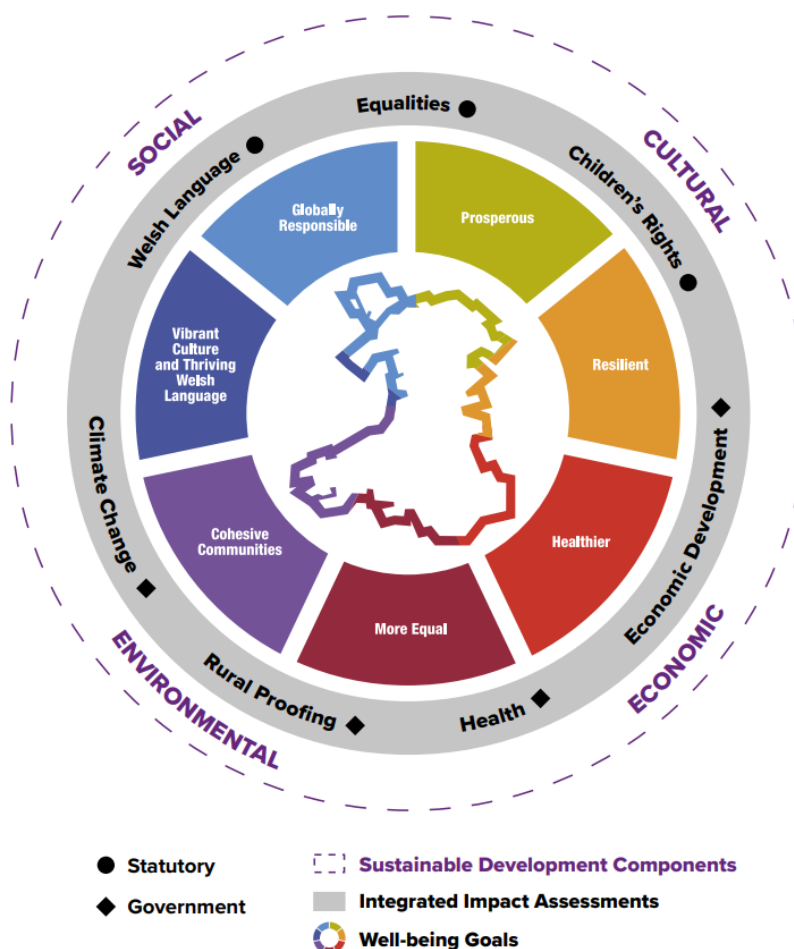 SOCIAL
CULTURAL
ECONOMIC
ENVIRONMENTAL
Equalities
Children's Rights
Economic Development
Health
Rural Proofing
Climate Change
Welsh Language
Globally
Responsible
Prosperous
Resilient
Healthier
More Equal
Cohesive
Communities
Vibrant
Culture
and Thriving
Welsh
Language
Statutory
Government
Sustainable Development Components
Integrated Impact Assessments
Well-being Goals